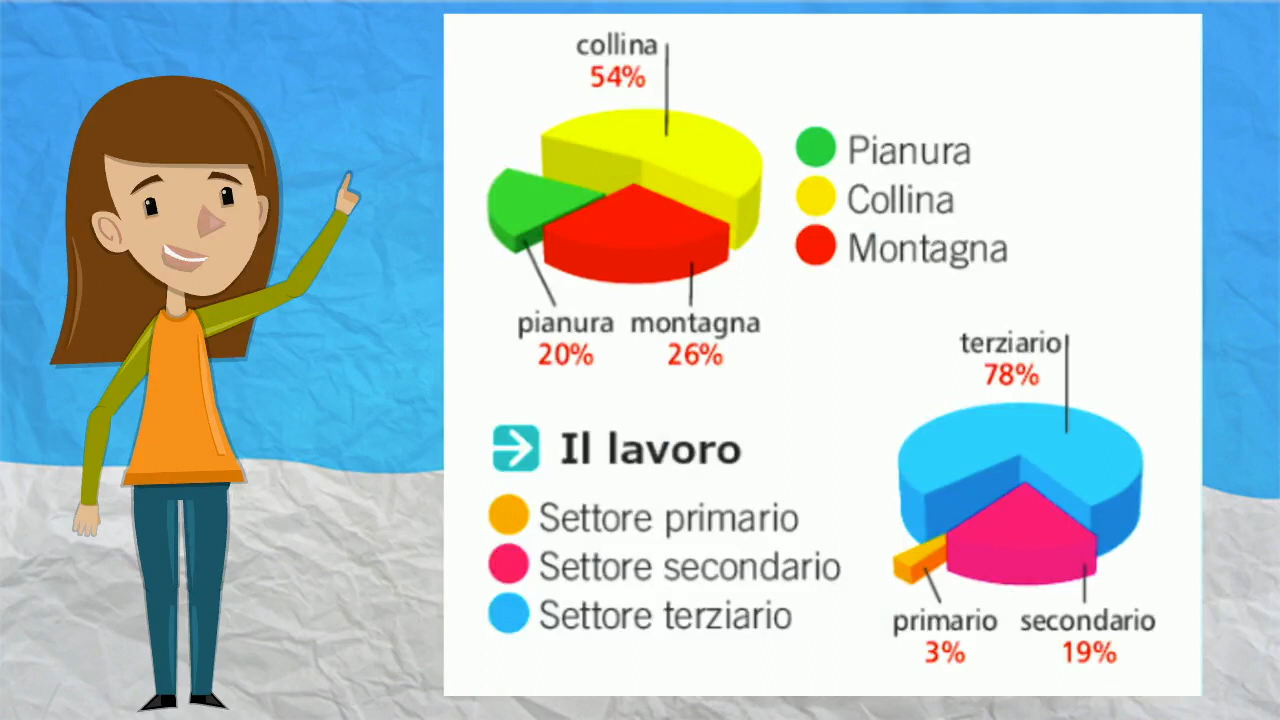 collina
54%
Pianura
Collina
Montagna
pianura montagna
20% 26%
terziario
78%
Il lavoro
Settore primario
Settore secondario
Settore terziario
primario secondario
3% 19%